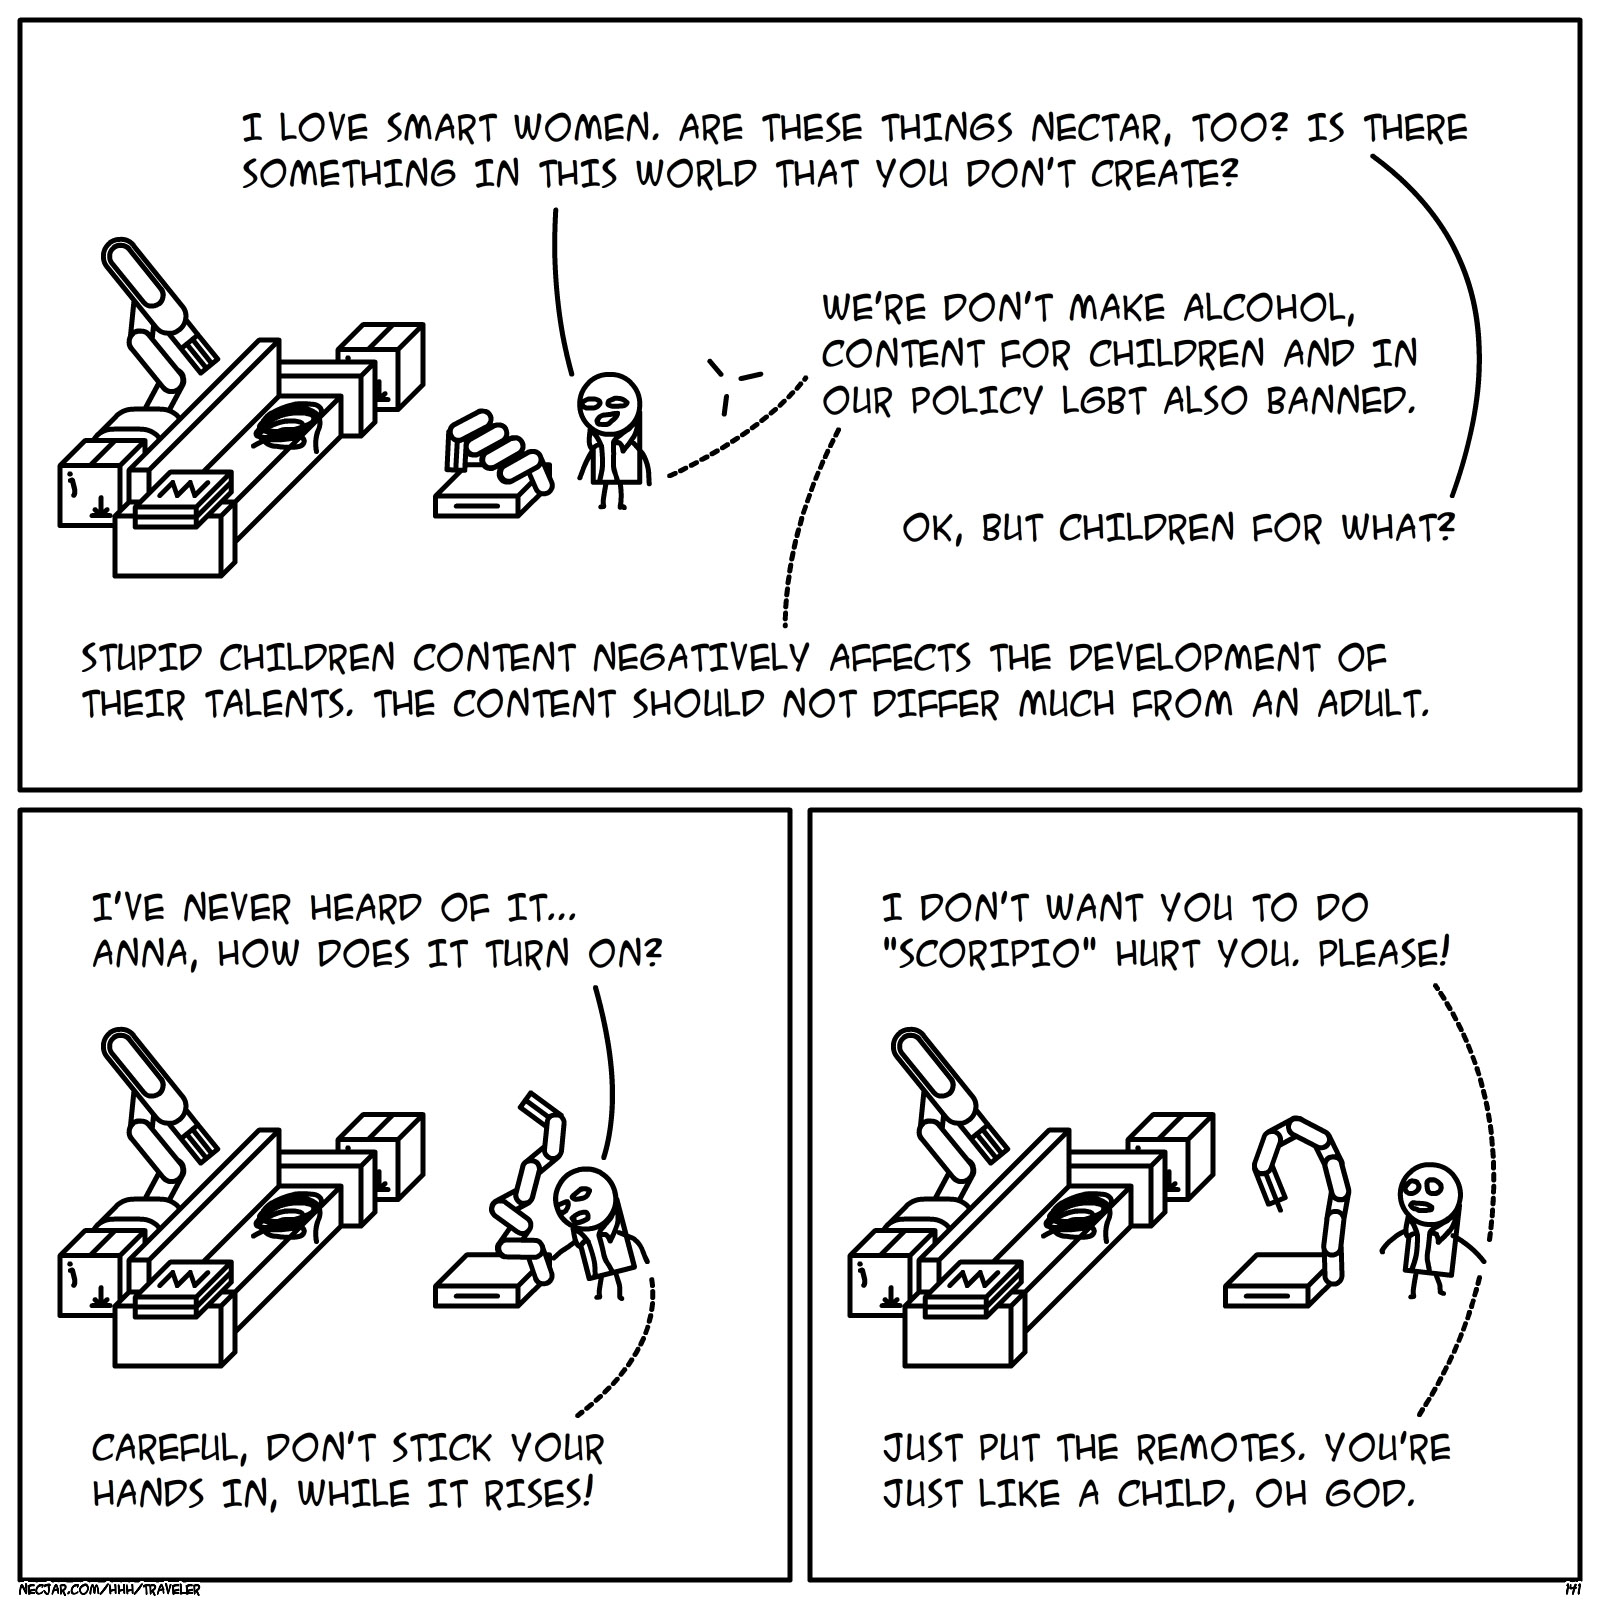 I LOVE SMART WOMEN. ARE THESE THINGS NECTAR, TOO? IS THERE
SOMETHING IN THIS WORLD THAT YOU DON'T CREATE?
WE'RE DON'T MAKE ALCOHOL,
CONTENT FOR CHILDREN AND IN
OUR POLICY LGBT ALSO BANNED.
OK, BUT CHILDREN FOR WHAT?
STUPID CHILDREN CONTENT NEGATIVELY AFFECTS THE DEVELOPMENT OF
THEIR TALENTS. THE CONTENT SHOULD NOT DIFFER MUCH FROM AN ADULT.
I'VE NEVER HEARD OF IT...
ANNA, HOW DOES IT TURN ON?
CAREFUL, DON'T STICK YOUR
HANDS IN, WHILE IT RISES!
I DON'T WANT YOU TO DO
"SCORIPIO" HURT YOU. PLEASE!
JUST PUT THE REMOTES. YOU'RE
JUST LIKE A CHILD, OH GOD.
NECJAR.COM/HHH/TRAVELER
141